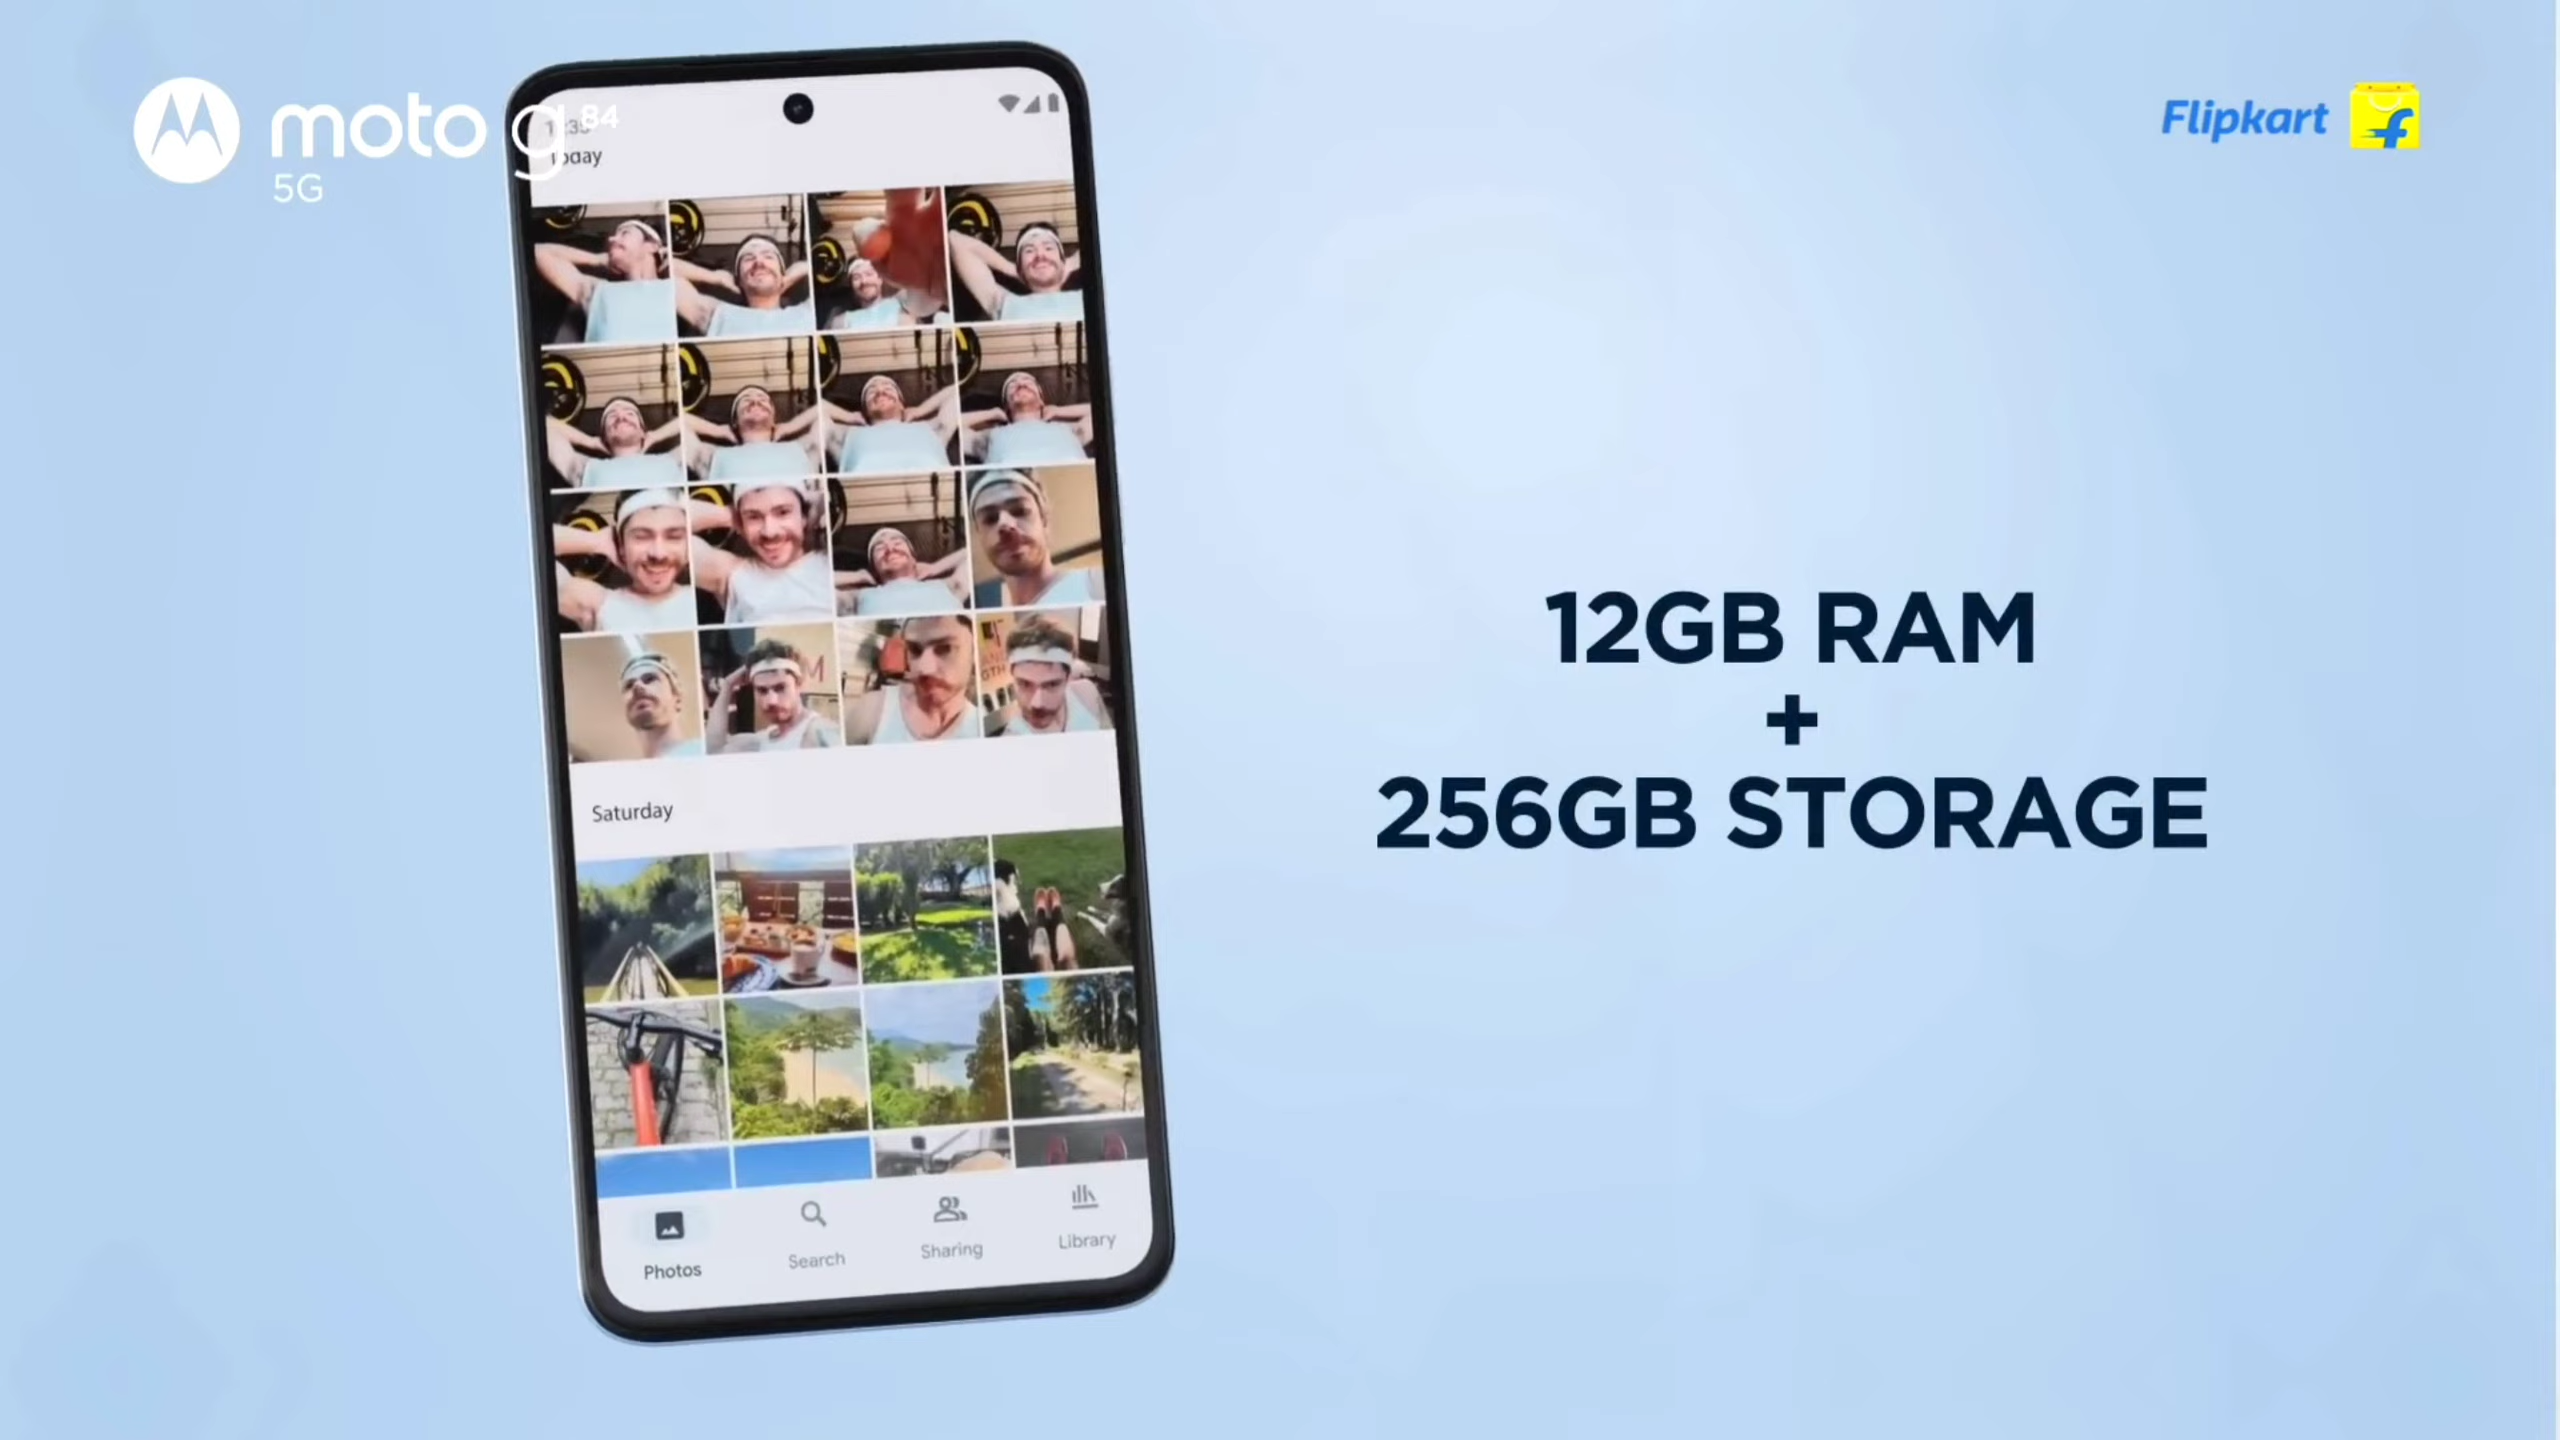 moto g84
5G
Flipkart
Today
12GB RAM
+
256GB STORAGE
Saturday
Photos
Search
Sharing
Library